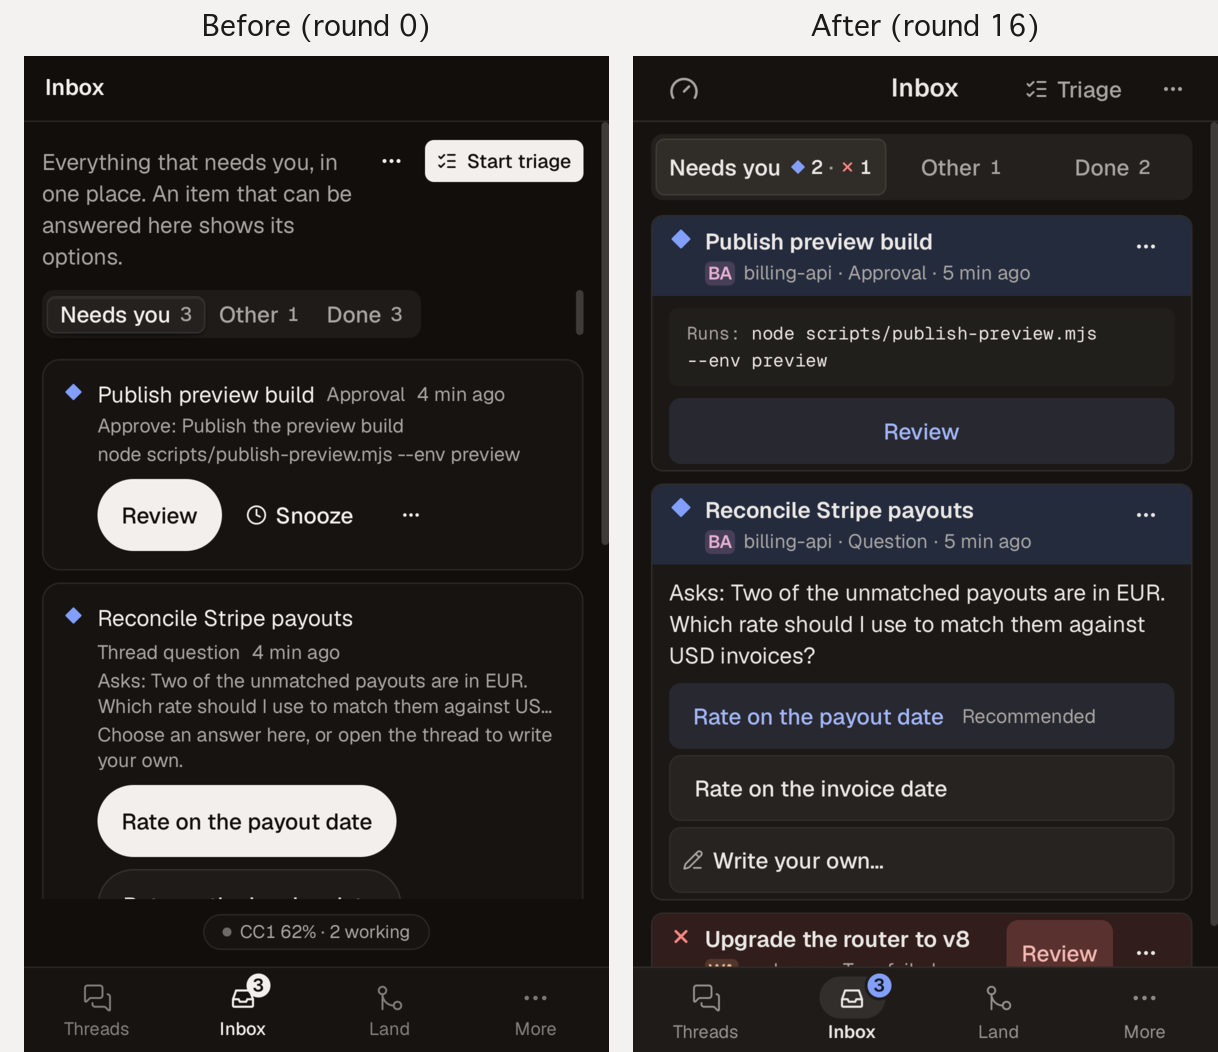 Before (round 0)
Inbox
Everything that needs you, in
one place. An item that can be
answered here shows its
options.
Start triage
Needs you 3
Other 1
Done 3
Publish preview build Approval 4 min ago
Approve: Publish the preview build
node scripts/publish-preview.mjs --env preview
Review
Snooze
Reconcile Stripe payouts
Thread question 4 min ago
Asks: Two of the unmatched payouts are in EUR.
Which rate should I use to match them against US...
Choose an answer here, or open the thread to write
your own.
Rate on the payout date
CC1 62% · 2 working
Threads
3
Inbox
Land
More
After (round 16)
Inbox
Triage
Needs you 2 · 1
Other 1
Done 2
Publish preview build
BA billing-api · Approval · 5 min ago
Runs: node scripts/publish-preview.mjs
--env preview
Review
Reconcile Stripe payouts
BA billing-api · Question · 5 min ago
Asks: Two of the unmatched payouts are in EUR.
Which rate should I use to match them against
USD invoices?
Rate on the payout date Recommended
Rate on the invoice date
Write your own...
Upgrade the router to v8
Review
Threads
3
Inbox
Land
More